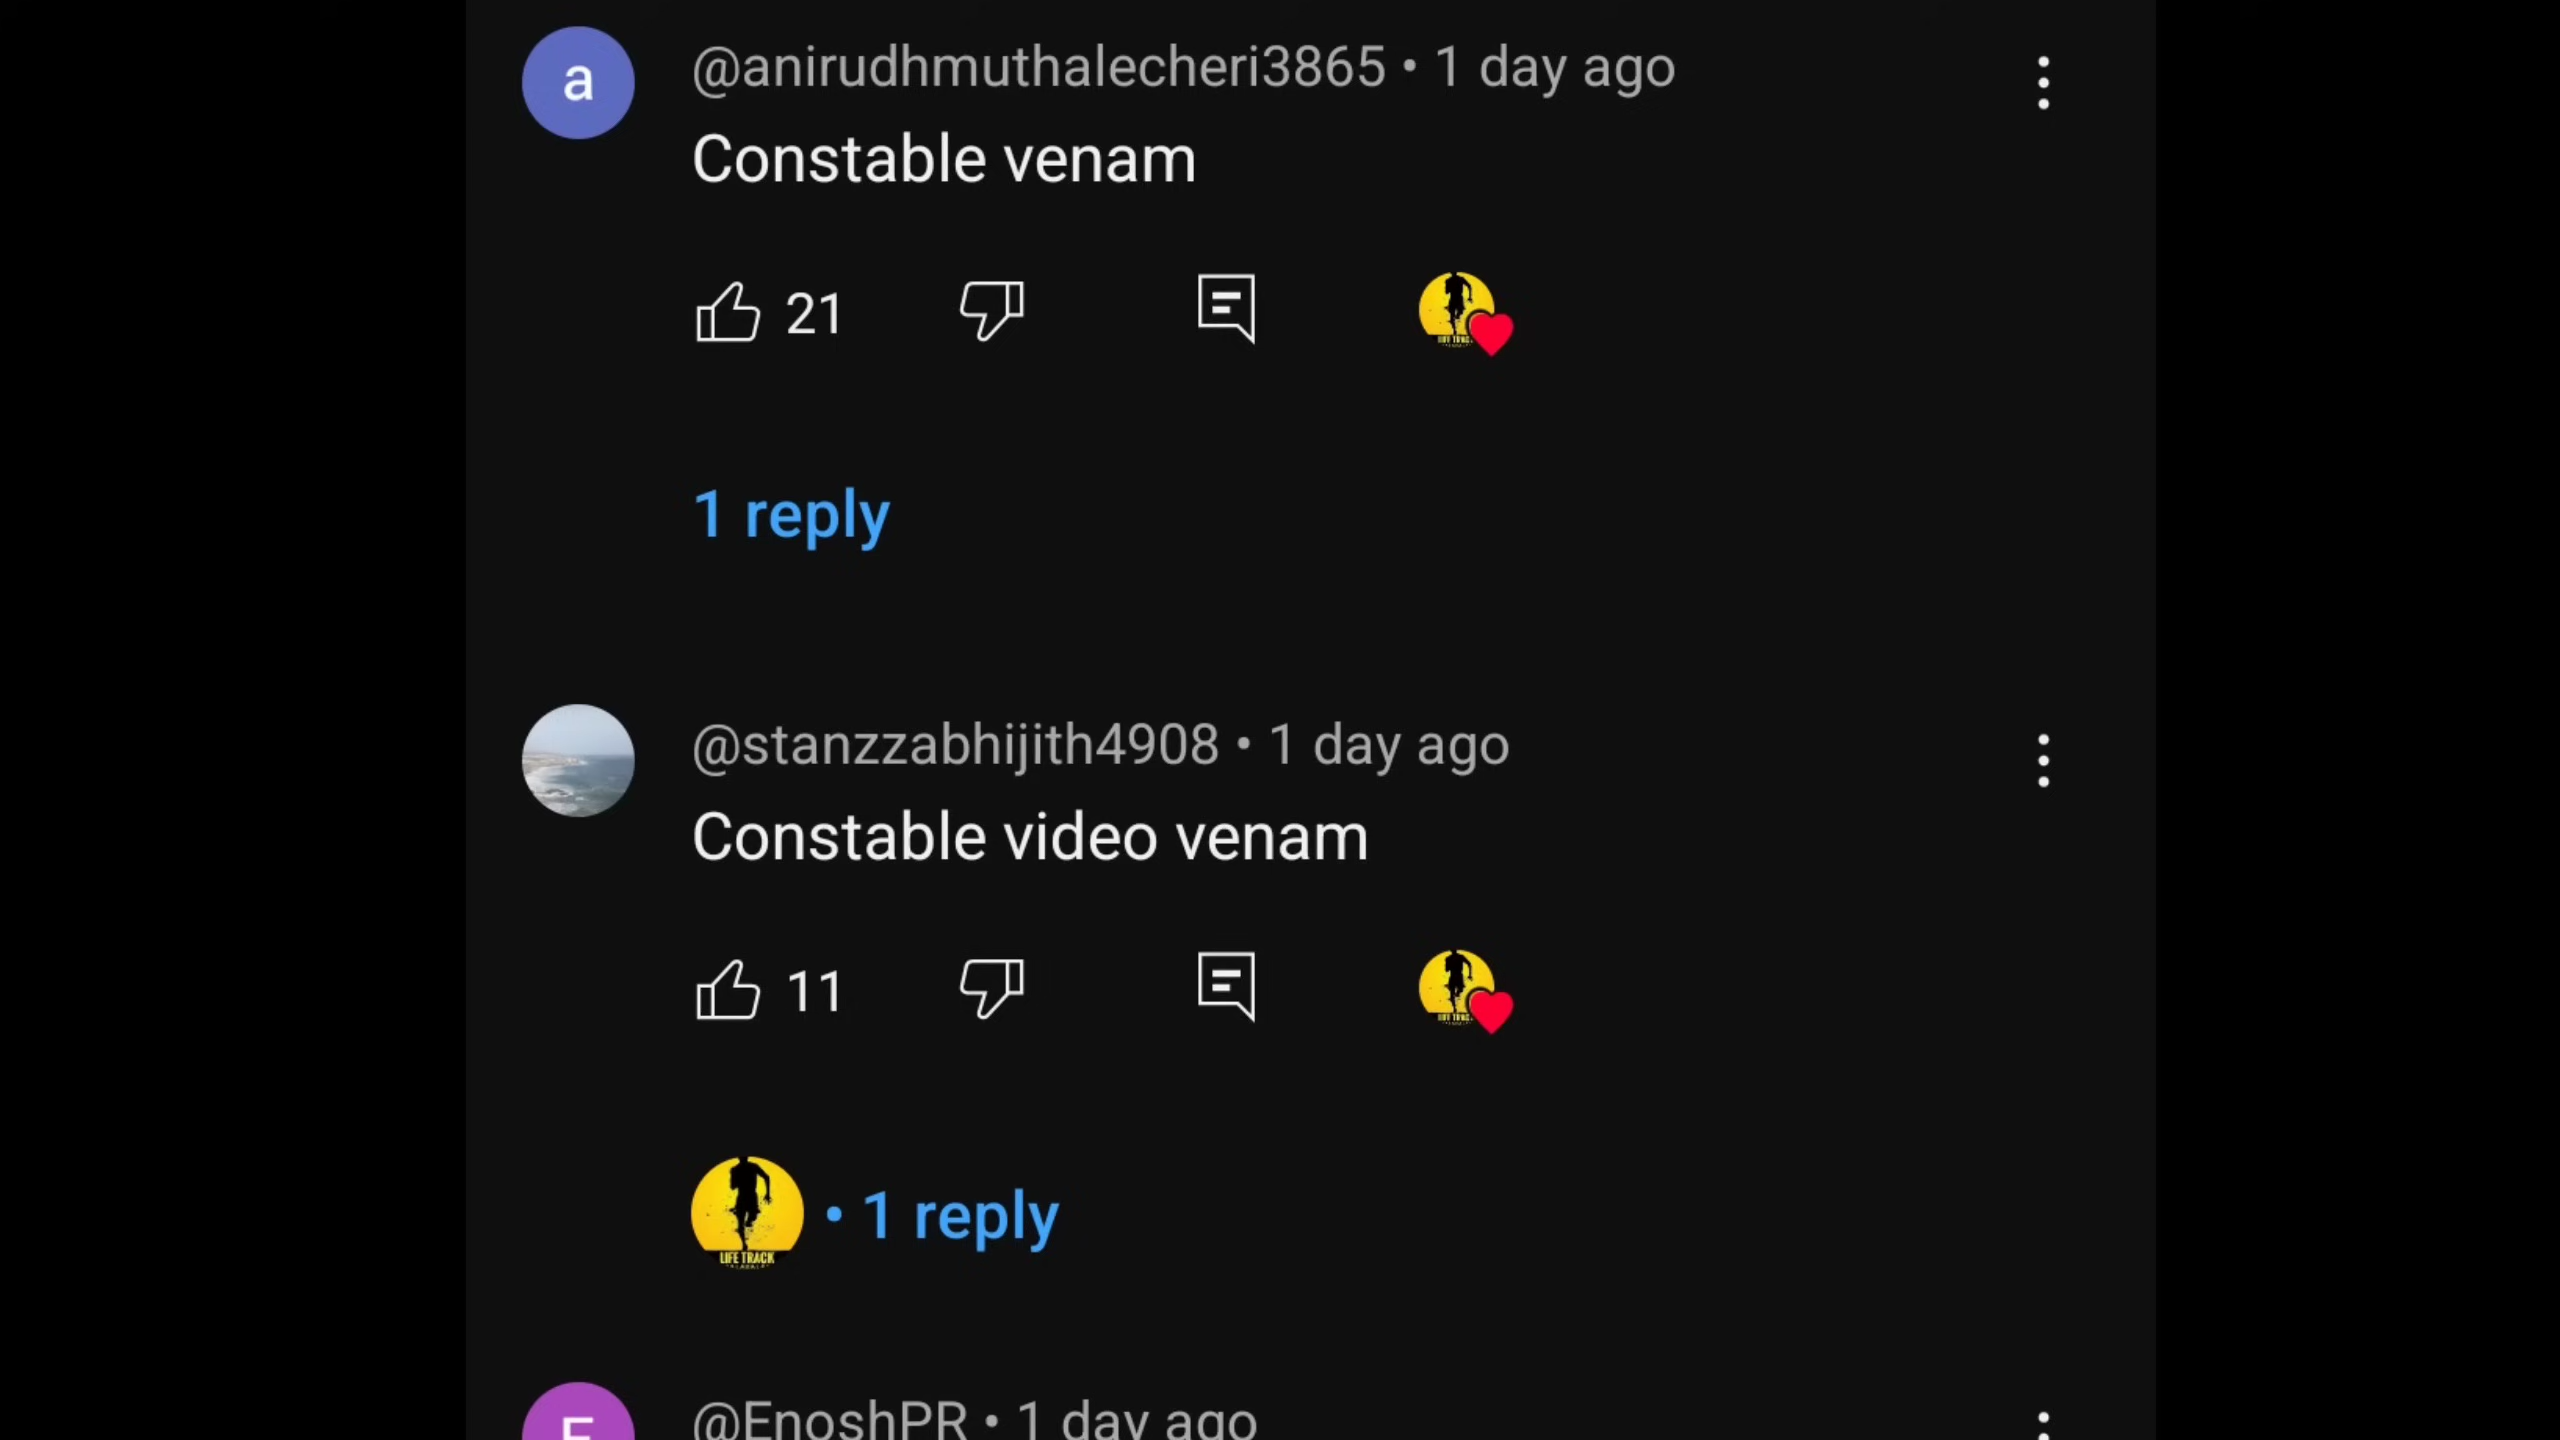 a
@anirudhmuthalecheri3865 • 1 day ago
Constable venam
21
1 reply
@stanzzabhijith4908 • 1 day ago
Constable video venam
11
LIFE TRACK
• 1 reply
@EnoshPR • 1 day ago